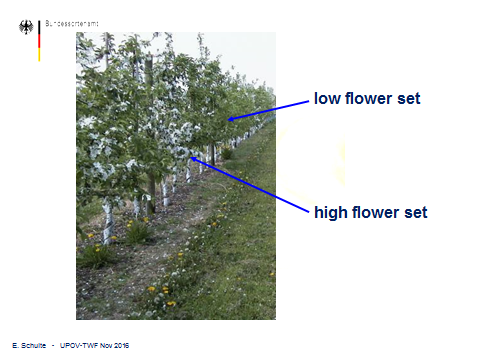 Bundessortenamt
low flower set
high flower set
E. Schulte - UPOV-TWF Nov 2016